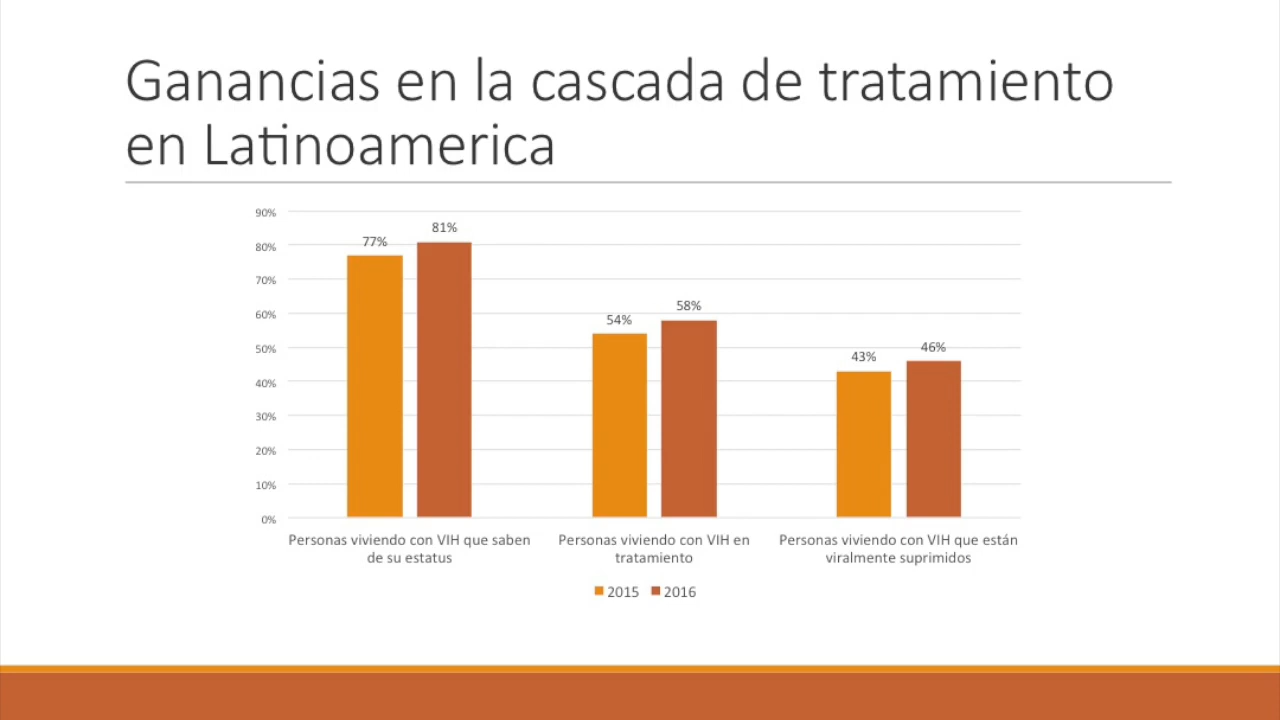 Ganancias en la cascada de tratamiento
en Latinoamerica
90%
80%
70%
60%
50%
40%
30%
20%
10%
0%
77%
81%
54%
58%
43%
46%
Personas viviendo con VIH que saben
de su estatus
Personas viviendo con VIH en
tratamiento
Personas viviendo con VIH que están
viralmente suprimidos
2015 2016